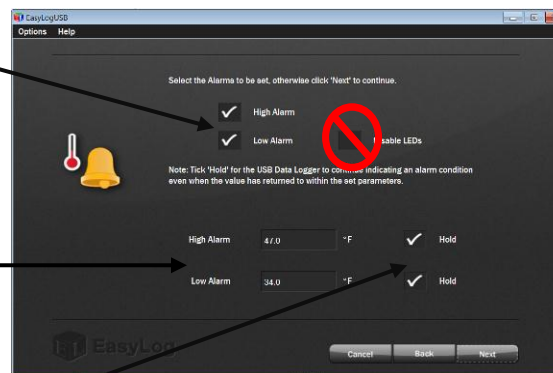 EasyLogUSB
Options Help
Select the Alarms to be set, otherwise click 'Next' to continue.
High Alarm
Low Alarm
Note: Tick 'Hold' for the USB Data Logger to continue indicating an alarm condition
even when the value has returned to within the set parameters.
High Alarm 47.0 °F Hold
Low Alarm 34.0 °F Hold
EasyLog
Cancel Back Next